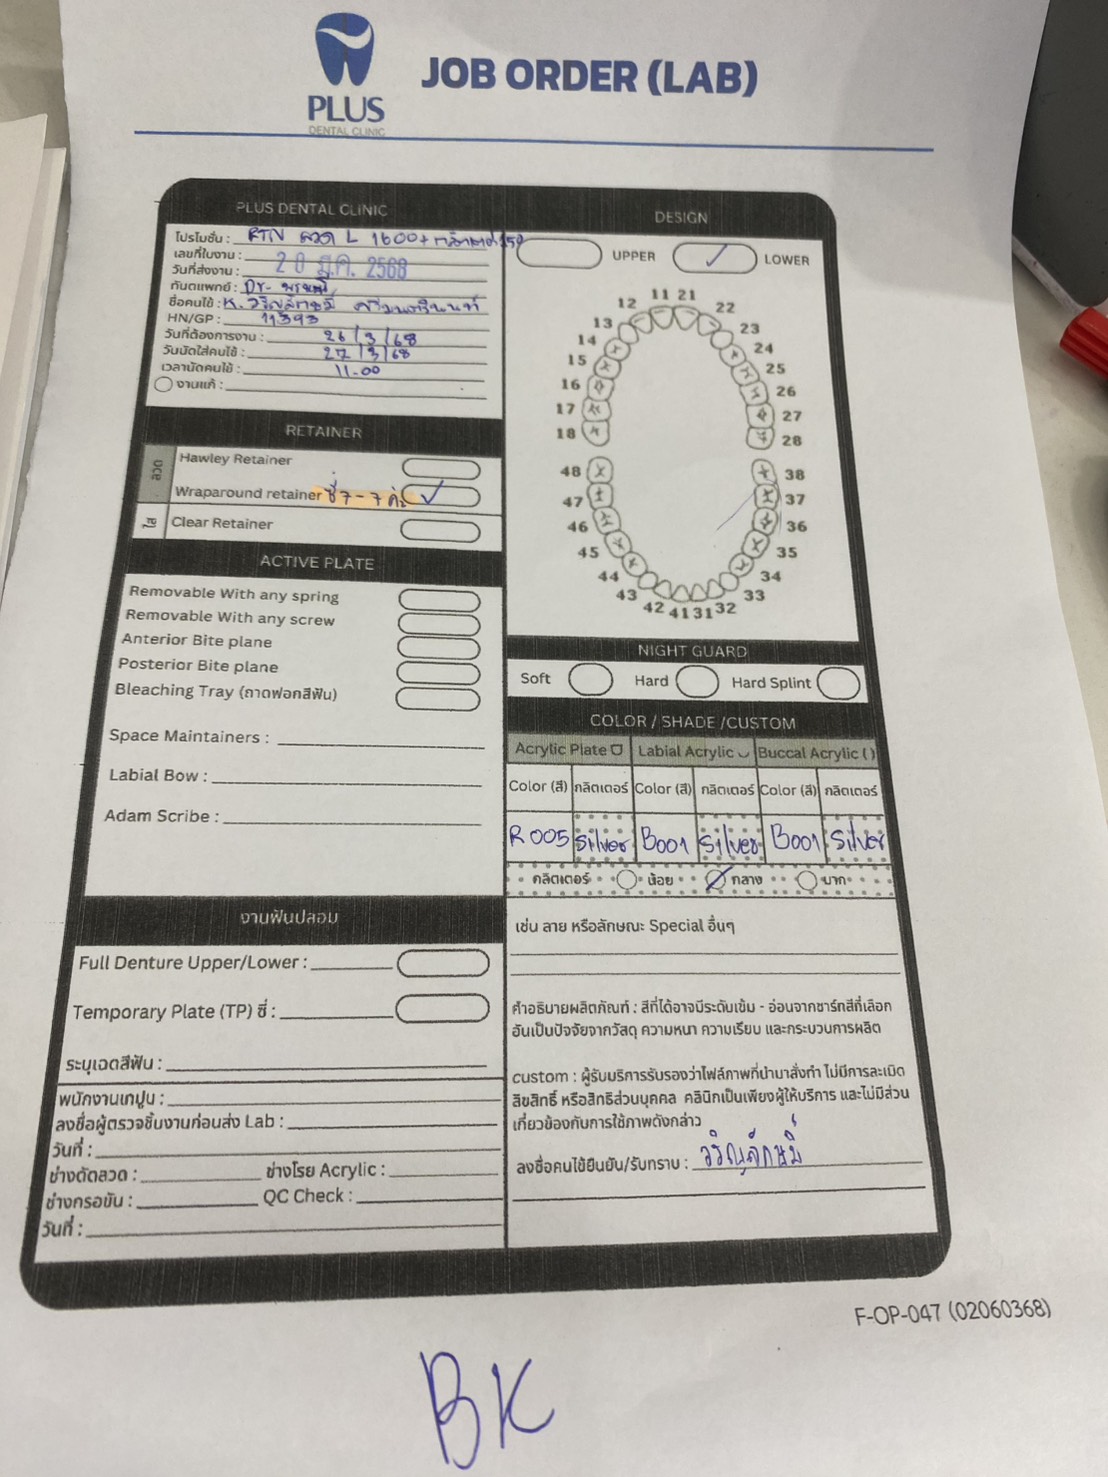 PLUS
DENTAL CLINIC
JOB ORDER (LAB)
PLUS DENTAL CLINIC
โปรโมชั่น : RTN ลวด L 1600+
เลขที่ใบงาน :
วันที่ส่งงาน : 20 มี.ค. 2568
ทันตแพทย์ : Dr.
ชื่อคนไข้ : K.
HN/GP : 11393
วันที่ต้องการงาน : 26/3/68
วันนัดใส่คนไข้ : 27/3/68
เวลานัดคนไข้ : 11.00
งานแก้ :
DESIGN
UPPER ✓ LOWER
11 21
12 22
13 23
14 24
15 25
16 26
17 27
18 28
48 38
47 37
46 36
45 35
44 34
43 33
42 41 31 32
RETAINER
ลวด
Hawley Retainer
Wraparound retainer ซี่ 7-7 ✓
ใส
Clear Retainer
ACTIVE PLATE
Removable With any spring
Removable With any screw
Anterior Bite plane
Posterior Bite plane
Bleaching Tray (ถาดฟอกสีฟัน)
Space Maintainers :
Labial Bow :
Adam Scribe :
NIGHT GUARD
Soft Hard Hard Splint
COLOR / SHADE /CUSTOM
Acrylic Plate Labial Acrylic Buccal Acrylic ( )
Color (สี) กลิตเตอร์ Color (สี) กลิตเตอร์ Color (สี) กลิตเตอร์
R005 Silver B001 Silver B001 Silver
กลิตเตอร์ น้อย กลาง มาก
งานฟันปลอม
Full Denture Upper/Lower :
Temporary Plate (TP) ซี่ :
ระบุเฉดสีฟัน :
พนักงานเทปูน :
ลงชื่อผู้ตรวจชิ้นงานก่อนส่ง Lab :
วันที่ :
ช่างดัดลวด : ช่างโรย Acrylic :
ช่างกรอขัน : QC Check :
วันที่ :
เช่น ลาย หรือลักษณะ Special อื่นๆ
คำอธิบายผลิตภัณฑ์ : สีที่ได้อาจมีระดับเข้ม - อ่อนจากชาร์ทสีที่เลือก
อันเป็นปัจจัยจากวัสดุ ความหนา ความเรียบ และกระบวนการผลิต
custom : ผู้รับบริการรับรองว่าไฟล์ภาพที่นำมาสั่งทำ ไม่มีการละเมิด
ลิขสิทธิ์ หรือสิทธิส่วนบุคคล คลินิกเป็นเพียงผู้ให้บริการ และไม่มีส่วน
เกี่ยวข้องกับการใช้ภาพดังกล่าว
ลงชื่อคนไข้ยืนยัน/รับทราบ : วริญลักษมิ์
F-OP-047 (02060368)
BK